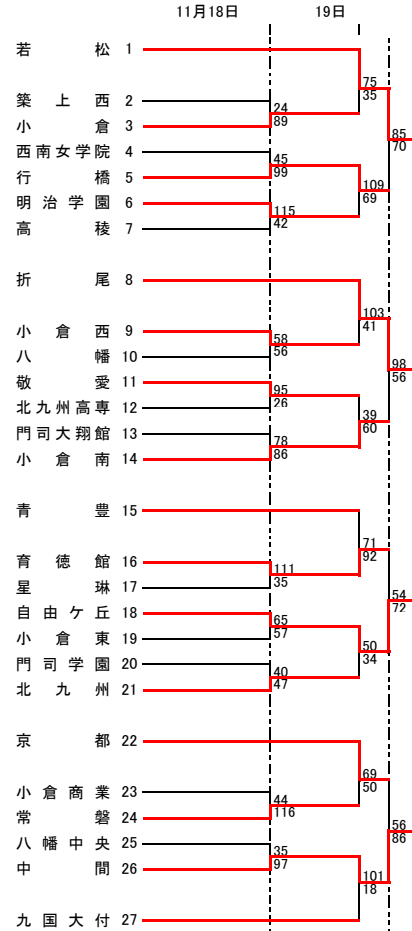 11月18日 19日
若松 1
75
35
築上西 2
24
89
小倉 3
85
70
西南女学院 4
45
99
行橋 5
109
69
明治学園 6
115
42
高稜 7
折尾 8
103
41
小倉西 9
58
56
八幡 10
98
56
敬愛 11
95
26
北九州高専 12
39
60
門司大翔館 13
78
86
小倉南 14
青豊 15
71
92
育徳館 16
111
35
星琳 17
54
72
自由ケ丘 18
65
57
小倉東 19
50
34
門司学園 20
40
47
北九州 21
京都 22
69
50
小倉商業 23
44
116
常磐 24
56
86
八幡中央 25
35
97
中間 26
101
18
九国大付 27